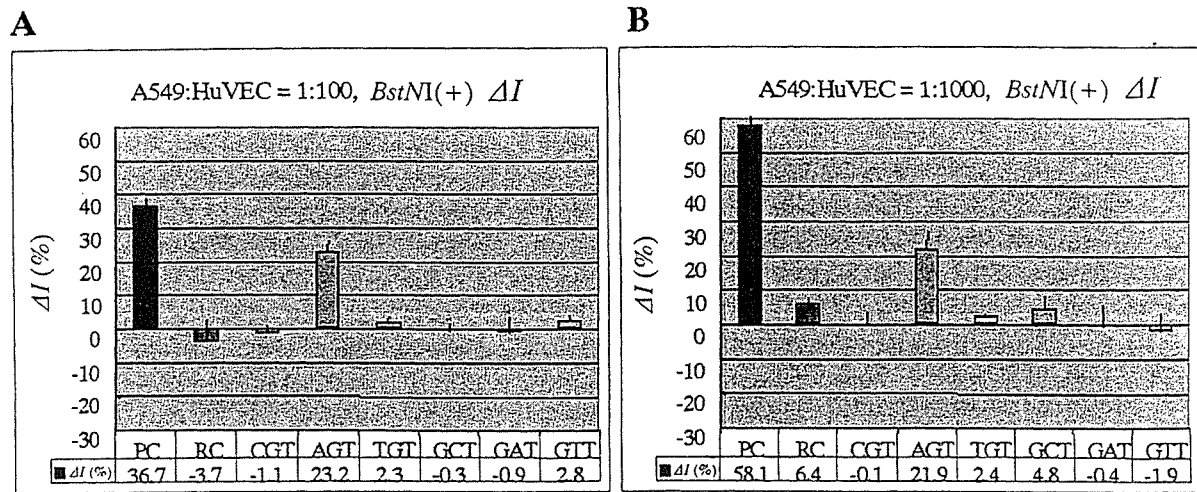 A
A549:HuVEC = 1:100, BstNI(+) ΔI
ΔI (%)
60
50
40
30
20
10
0
-10
-20
-30
PC RC CGT AGT TGT GCT GAT GTT
ΔI (%) 36.7 -3.7 -1.1 23.2 2.3 -0.3 -0.9 2.8
B
A549:HuVEC = 1:1000, BstNI(+) ΔI
ΔI (%)
60
50
40
30
20
10
0
-10
-20
-30
PC RC CGT AGT TGT GCT GAT GTT
ΔI (%) 58.1 6.4 -0.1 21.9 2.4 4.8 -0.4 -1.9